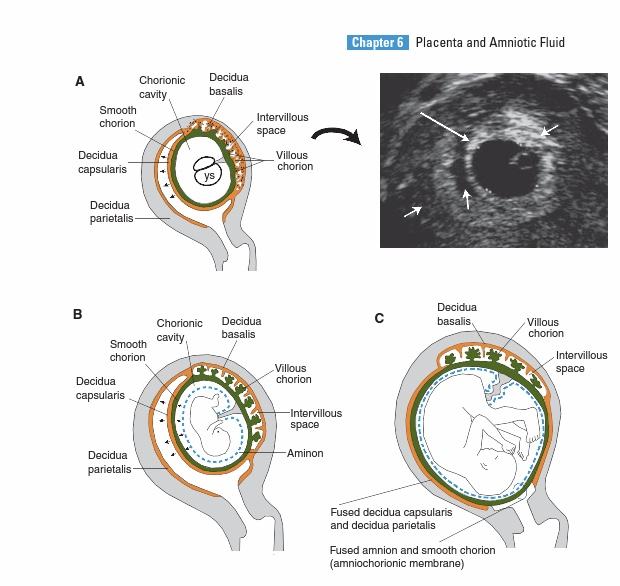 Chapter 6 Placenta and Amniotic Fluid
A
Chorionic
cavity
Decidua
basalis
Smooth
chorion
Intervillous
space
Decidua
capsularis
Villous
chorion
ys
Decidua
parietalis
B
Chorionic
cavity
Decidua
basalis
Smooth
chorion
Villous
chorion
Decidua
capsularis
Intervillous
space
Aminon
Decidua
parietalis
C
Decidua
basalis
Villous
chorion
Intervillous
space
Fused decidua capsularis
and decidua parietalis
Fused amnion and smooth chorion
(amniochorionic membrane)